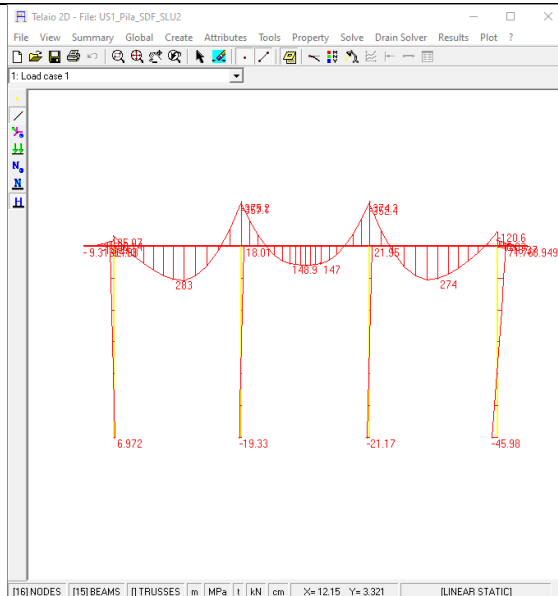 Telaio 2D - File: US1_Pila_SDF_SLU2
File View Summary Global Create Attributes Tools Property Solve Drain Solver Results Plot ?
1: Load case 1
-120.6
18.01 21.95
148.9 147
283 274
6.972 -19.33 -21.17 -45.98
[16] NODES [15] BEAMS [] TRUSSES m MPa t kN cm X= 12.15 Y= 3.321 [LINEAR STATIC]